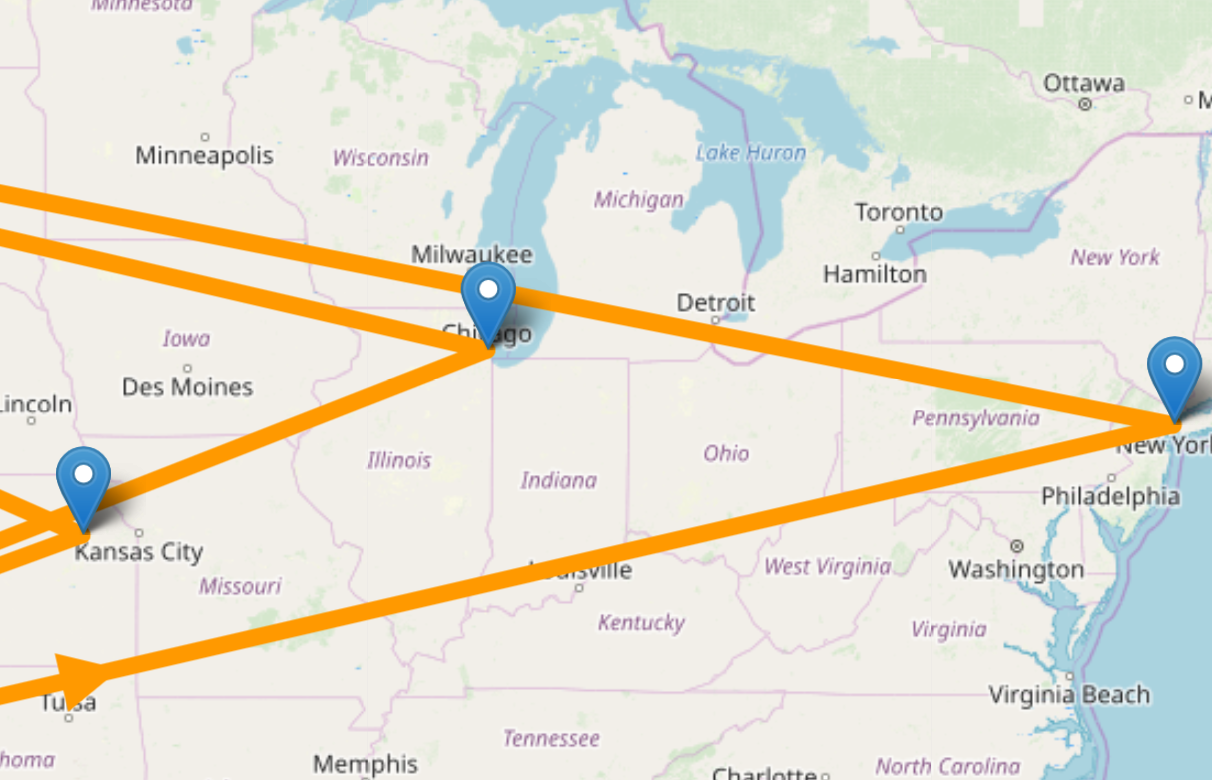 Minnesota
Ottawa
M
Minneapolis
Wisconsin
Lake Huron
Michigan
Toronto
Milwaukee
New York
Hamilton
Detroit
Chicago
Iowa
Des Moines
Lincoln
Pennsylvania
New York
Illinois
Ohio
Indiana
Philadelphia
Kansas City
Washington
Louisville
West Virginia
Missouri
Kentucky
Virginia
Virginia Beach
Tulsa
Tennessee
homa
Memphis
North Carolina
Charlotte